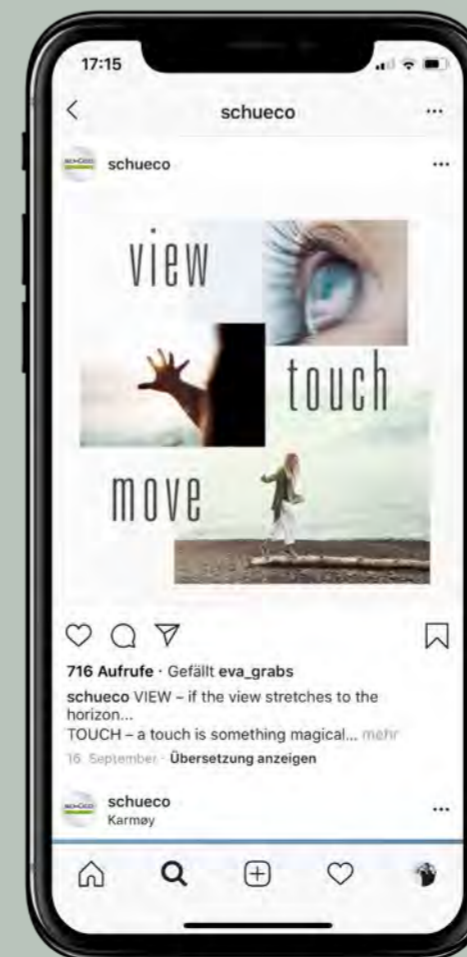 17:15
schueco
schueco
view
touch
move
716 Aufrufe · Gefällt eva_grabs
schueco VIEW – if the view stretches to the
horizon...
TOUCH – a touch is something magical... mehr
16. September · Übersetzung anzeigen
SCHÜCO schueco
Karmøy